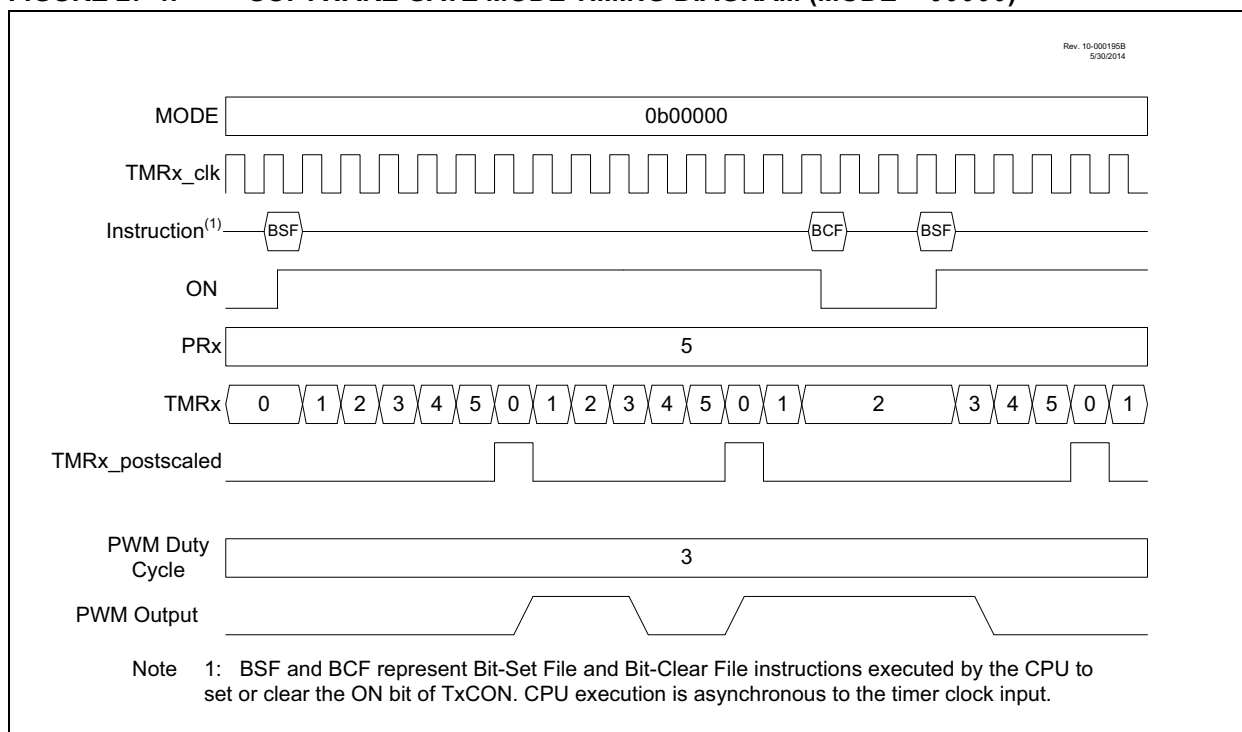 Rev. 10-000195B
5/30/2014
MODE 0b00000
TMRx_clk
Instruction(1) BSF BCF BSF
ON
PRx 5
TMRx 0 1 2 3 4 5 0 1 2 3 4 5 0 1 2 3 4 5 0 1
TMRx_postscaled
PWM Duty
Cycle
3
PWM Output
Note 1: BSF and BCF represent Bit-Set File and Bit-Clear File instructions executed by the CPU to
set or clear the ON bit of TxCON. CPU execution is asynchronous to the timer clock input.